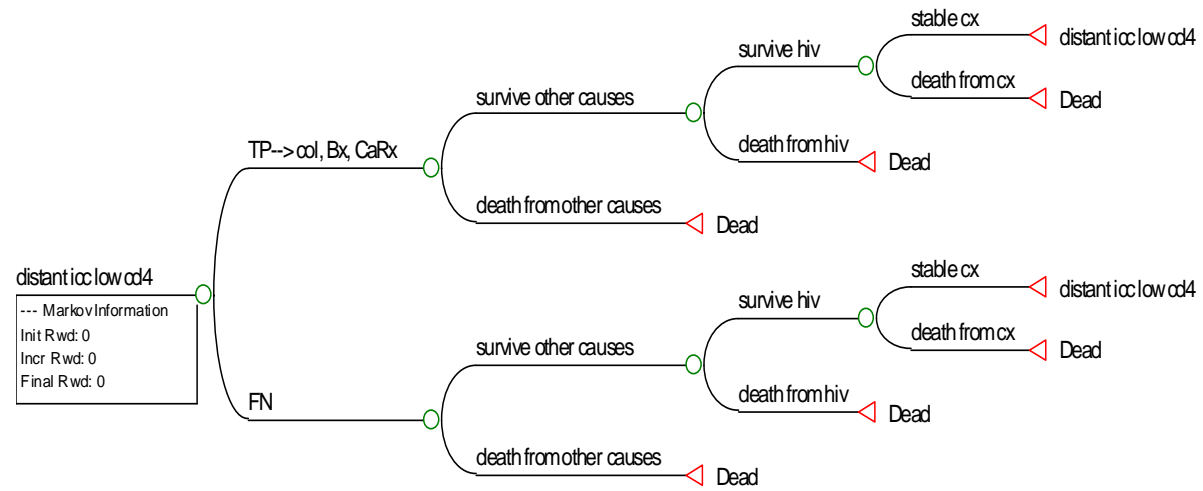 stable cx
distant icc low cd4
survive hiv
death from cx
Dead
survive other causes
TP--> col, Bx, CaRx
death from hiv
Dead
death from other causes
Dead
distant icc low cd4
--- Markov Information
Init Rwd: 0
Incr Rwd: 0
Final Rwd: 0
stable cx
distant icc low cd4
survive hiv
death from cx
Dead
survive other causes
FN
death from hiv
Dead
death from other causes
Dead